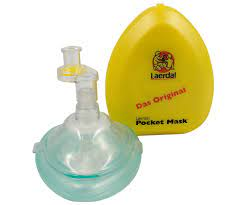 Laerdal
Das Original
Pocket Mask